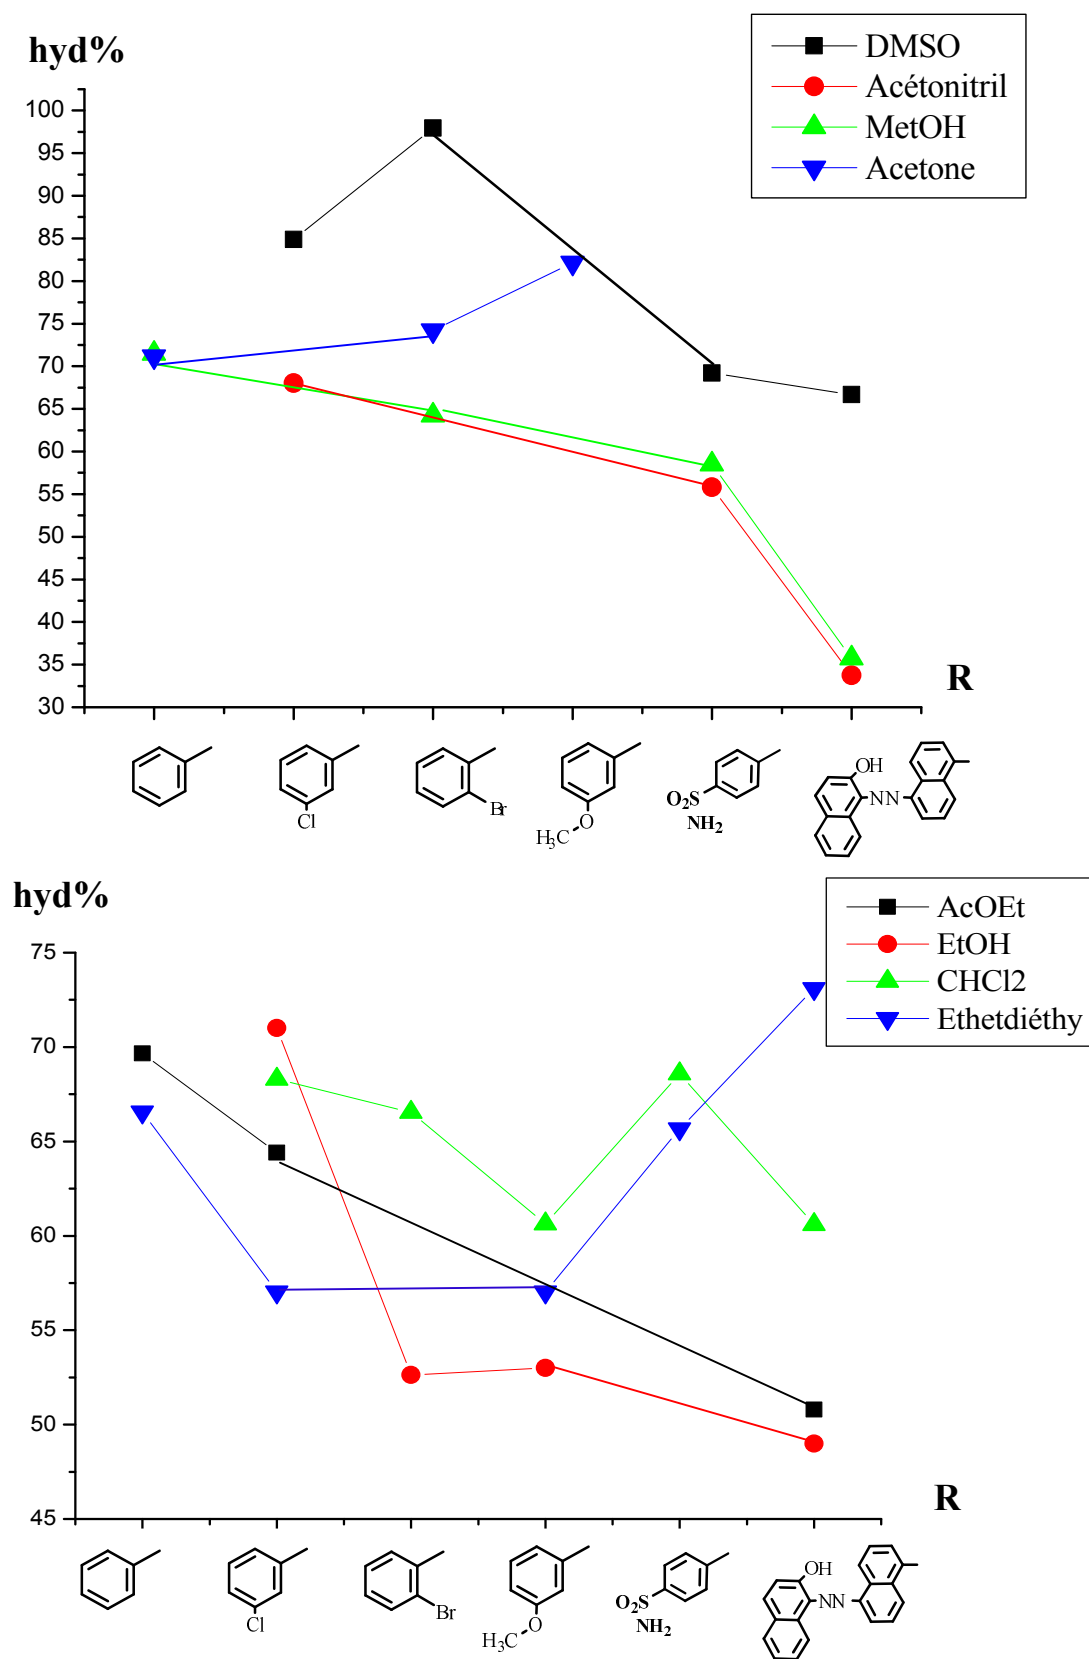 hyd%
DMSO
Acétonitril
MetOH
Acetone
100
95
90
85
80
75
70
65
60
55
50
45
40
35
30
R
Cl
Br
H3C
O
O2S
NH2
OH
NN
hyd%
AcOEt
EtOH
CHCl2
Ethetdiéthy
75
70
65
60
55
50
45
R
Cl
Br
H3C
O
O2S
NH2
OH
NN